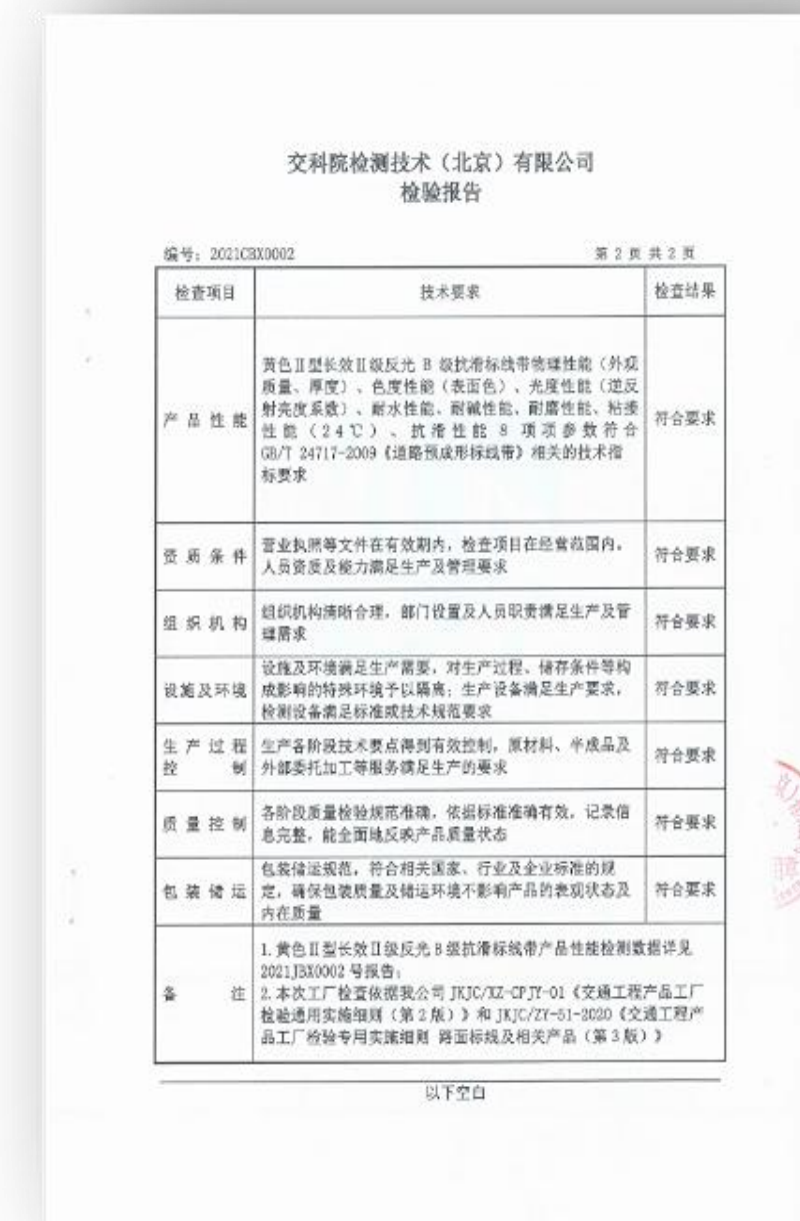 交科院检测技术（北京）有限公司
检验报告
编号：2021CBX0002
第 2 页 共 2 页
检查项目
技术要求
检查结果
产品性能
黄色Ⅱ型长效Ⅱ级反光 B 级抗滑标线带物理性能（外观
质量、厚度）、色度性能（表面色）、光度性能（逆反
射亮度系数）、耐水性能、耐碱性能、耐磨性能、粘接
性能（24℃）、抗滑性能 8 项项参数符合
GB/T 24717-2009《道路预成形标线带》相关的技术指
标要求
符合要求
资质条件
营业执照等文件在有效期内，检查项目在经营范围内，
人员资质及能力满足生产及管理要求
符合要求
组织机构
组织机构清晰合理，部门设置及人员职责满足生产及管
理需求
符合要求
设施及环境
设施及环境满足生产需要，对生产过程、储存条件等构
成影响的特殊环境予以隔离；生产设备满足生产要求，
检测设备满足标准或技术规范要求
符合要求
生产过程
控制
生产各阶段技术要点得到有效控制，原材料、半成品及
外部委托加工等服务满足生产的要求
符合要求
质量控制
各阶段质量检验规范准确，依据标准准确有效，记录信
息完整，能全面地反映产品质量状态
符合要求
包装储运
包装储运规范，符合相关国家、行业及企业标准的规
定，确保包装质量及储运环境不影响产品的表观状态及
内在质量
符合要求
备注
1.黄色Ⅱ型长效Ⅱ级反光 B 级抗滑标线带产品性能检测数据详见
2021JBX0002 号报告；
2.本次工厂检查依据我公司 JKJC/XZ-CPJY-01《交通工程产品工厂
检验通用实施细则（第 2 版）》和 JKJC/ZY-51-2020《交通工程产
品工厂检验专用实施细则 路面标线及相关产品（第 3 版）》
以下空白